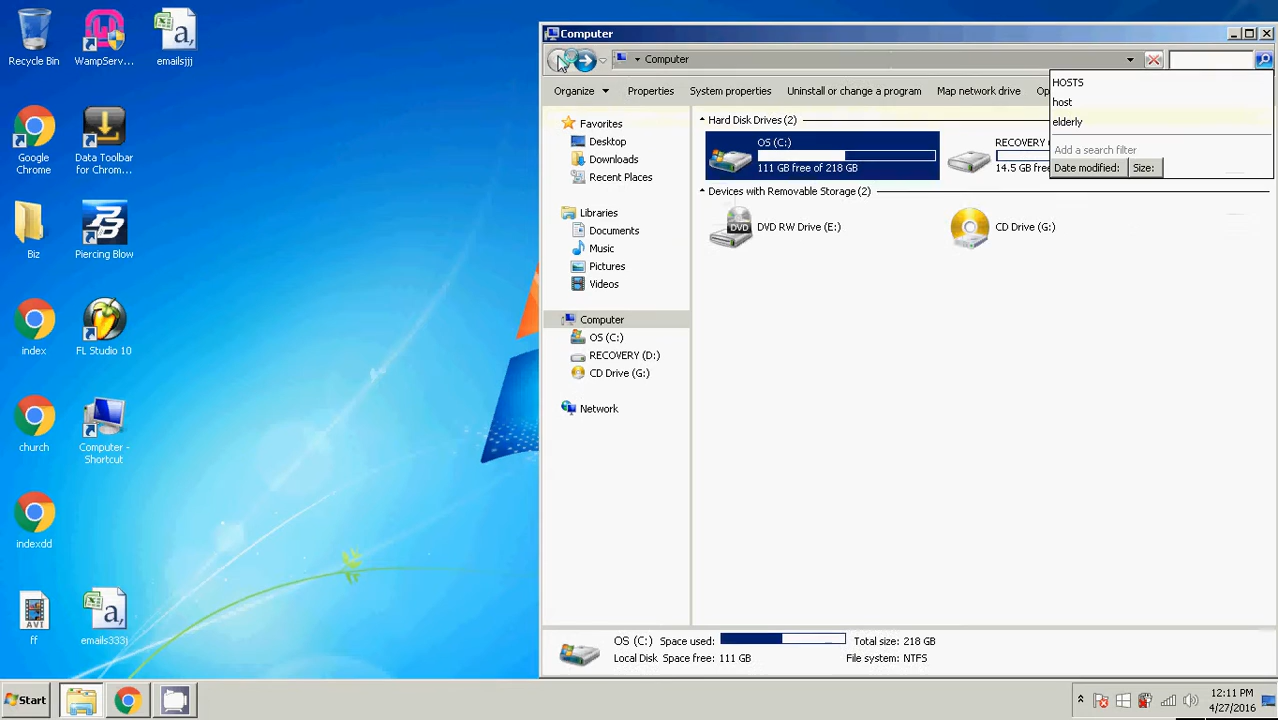 Recycle Bin
WampServ...
emailsjjj
Google Chrome
Data Toolbar for Chrom...
Biz
Piercing Blow
index
FL Studio 10
church
Computer - Shortcut
indexdd
ff
emails333j
Computer
Computer
Organize
Properties
System properties
Uninstall or change a program
Map network drive
Op
HOSTS
host
elderly
Add a search filter
Date modified:
Size:
Favorites
Desktop
Downloads
Recent Places
Libraries
Documents
Music
Pictures
Videos
Computer
OS (C:)
RECOVERY (D:)
CD Drive (G:)
Network
Hard Disk Drives (2)
OS (C:)
111 GB free of 218 GB
RECOVERY (
14.5 GB free
Devices with Removable Storage (2)
DVD
DVD RW Drive (E:)
CD Drive (G:)
OS (C:) Space used: Total size: 218 GB
Local Disk Space free: 111 GB File system: NTFS
Start
12:11 PM
4/27/2016